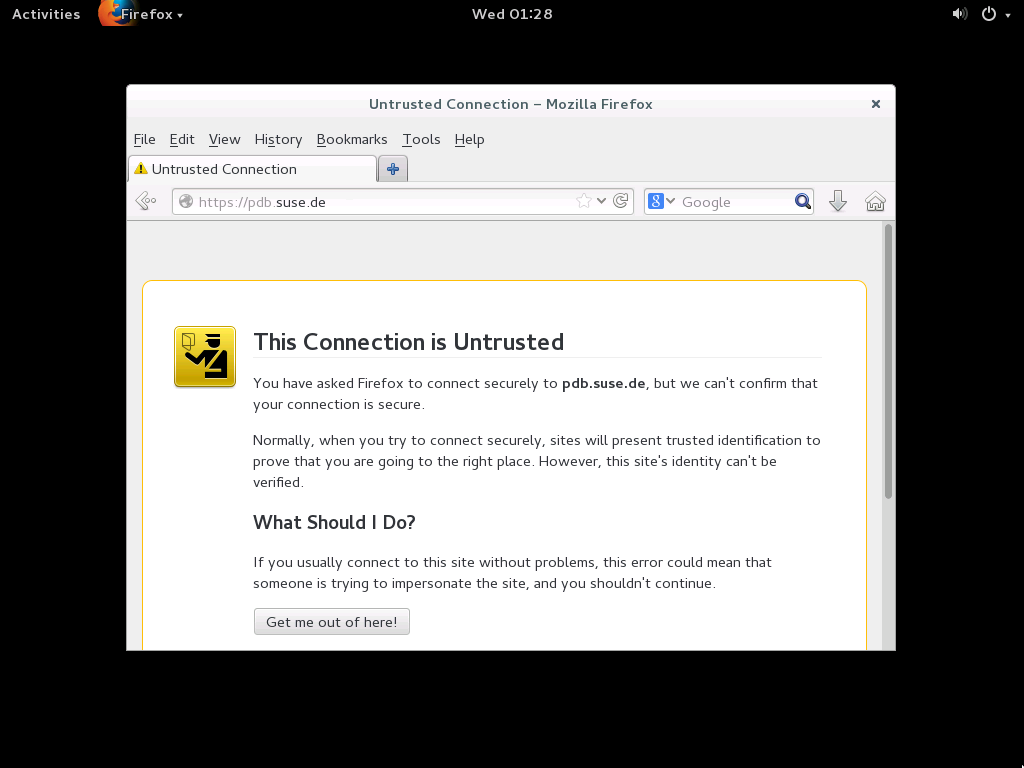 Activities Firefox Wed 01:28
Untrusted Connection – Mozilla Firefox
File Edit View History Bookmarks Tools Help
Untrusted Connection
https://pdb.suse.de 8 Google
This Connection is Untrusted
You have asked Firefox to connect securely to pdb.suse.de, but we can't confirm that
your connection is secure.
Normally, when you try to connect securely, sites will present trusted identification to
prove that you are going to the right place. However, this site's identity can't be
verified.
What Should I Do?
If you usually connect to this site without problems, this error could mean that
someone is trying to impersonate the site, and you shouldn't continue.
Get me out of here!